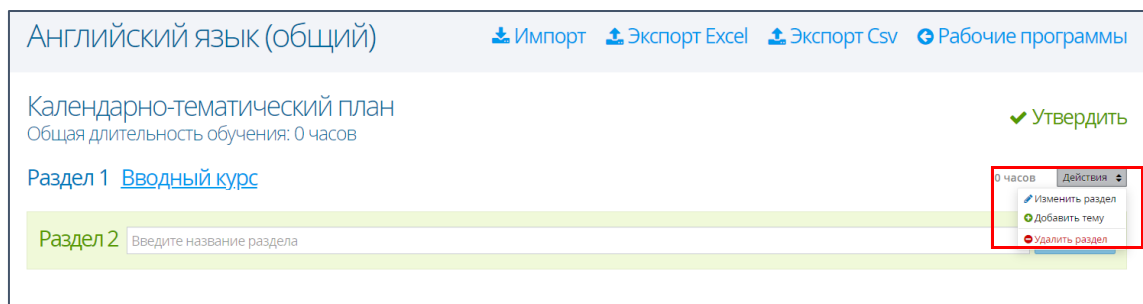 Английский язык (общий) Импорт Экспорт Excel Экспорт Csv Рабочие программы
Календарно-тематический план
Утвердить
Общая длительность обучения: 0 часов
Раздел 1 Вводный курс 0 часов Действия
Изменить раздел
Добавить тему
Удалить раздел
Раздел 2 Введите название раздела